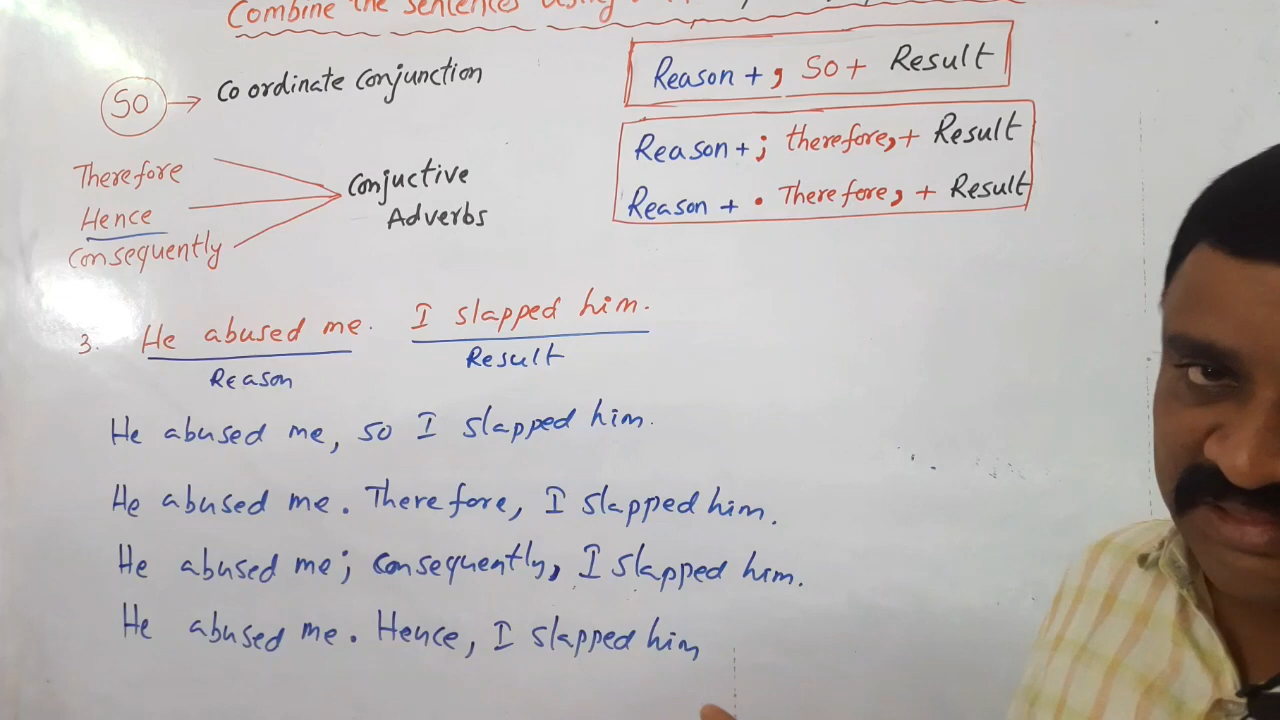 Combine the sentences using
So → Coordinate Conjunction
Therefore
Hence
Consequently
Conjuctive
Adverbs
Reason + , So + Result
Reason + ; therefore, + Result
Reason + . Therefore, + Result
3. He abused me. I slapped him.
Reason Result
He abused me, so I slapped him.
He abused me. Therefore, I slapped him.
He abused me; consequently, I slapped him.
He abused me. Hence, I slapped him